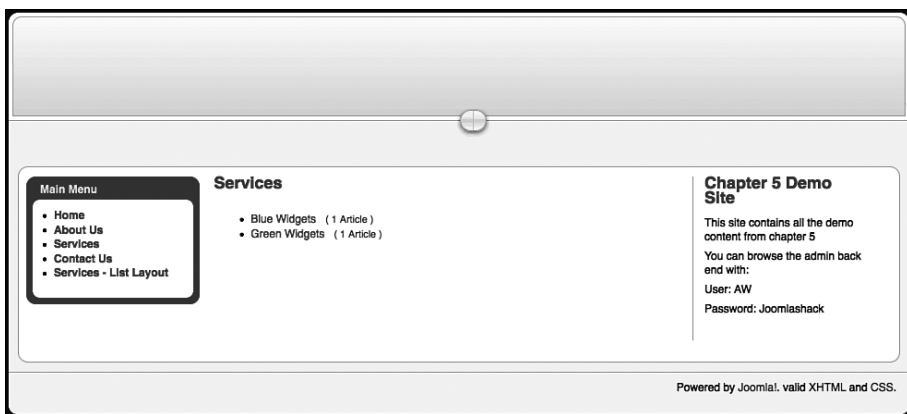 Main Menu
Home
About Us
Services
Contact Us
Services - List Layout
Services
Blue Widgets ( 1 Article )
Green Widgets ( 1 Article )
Chapter 5 Demo
Site
This site contains all the demo
content from chapter 5
You can browse the admin back
end with:
User: AW
Password: Joomlashack
Powered by Joomla!. valid XHTML and CSS.